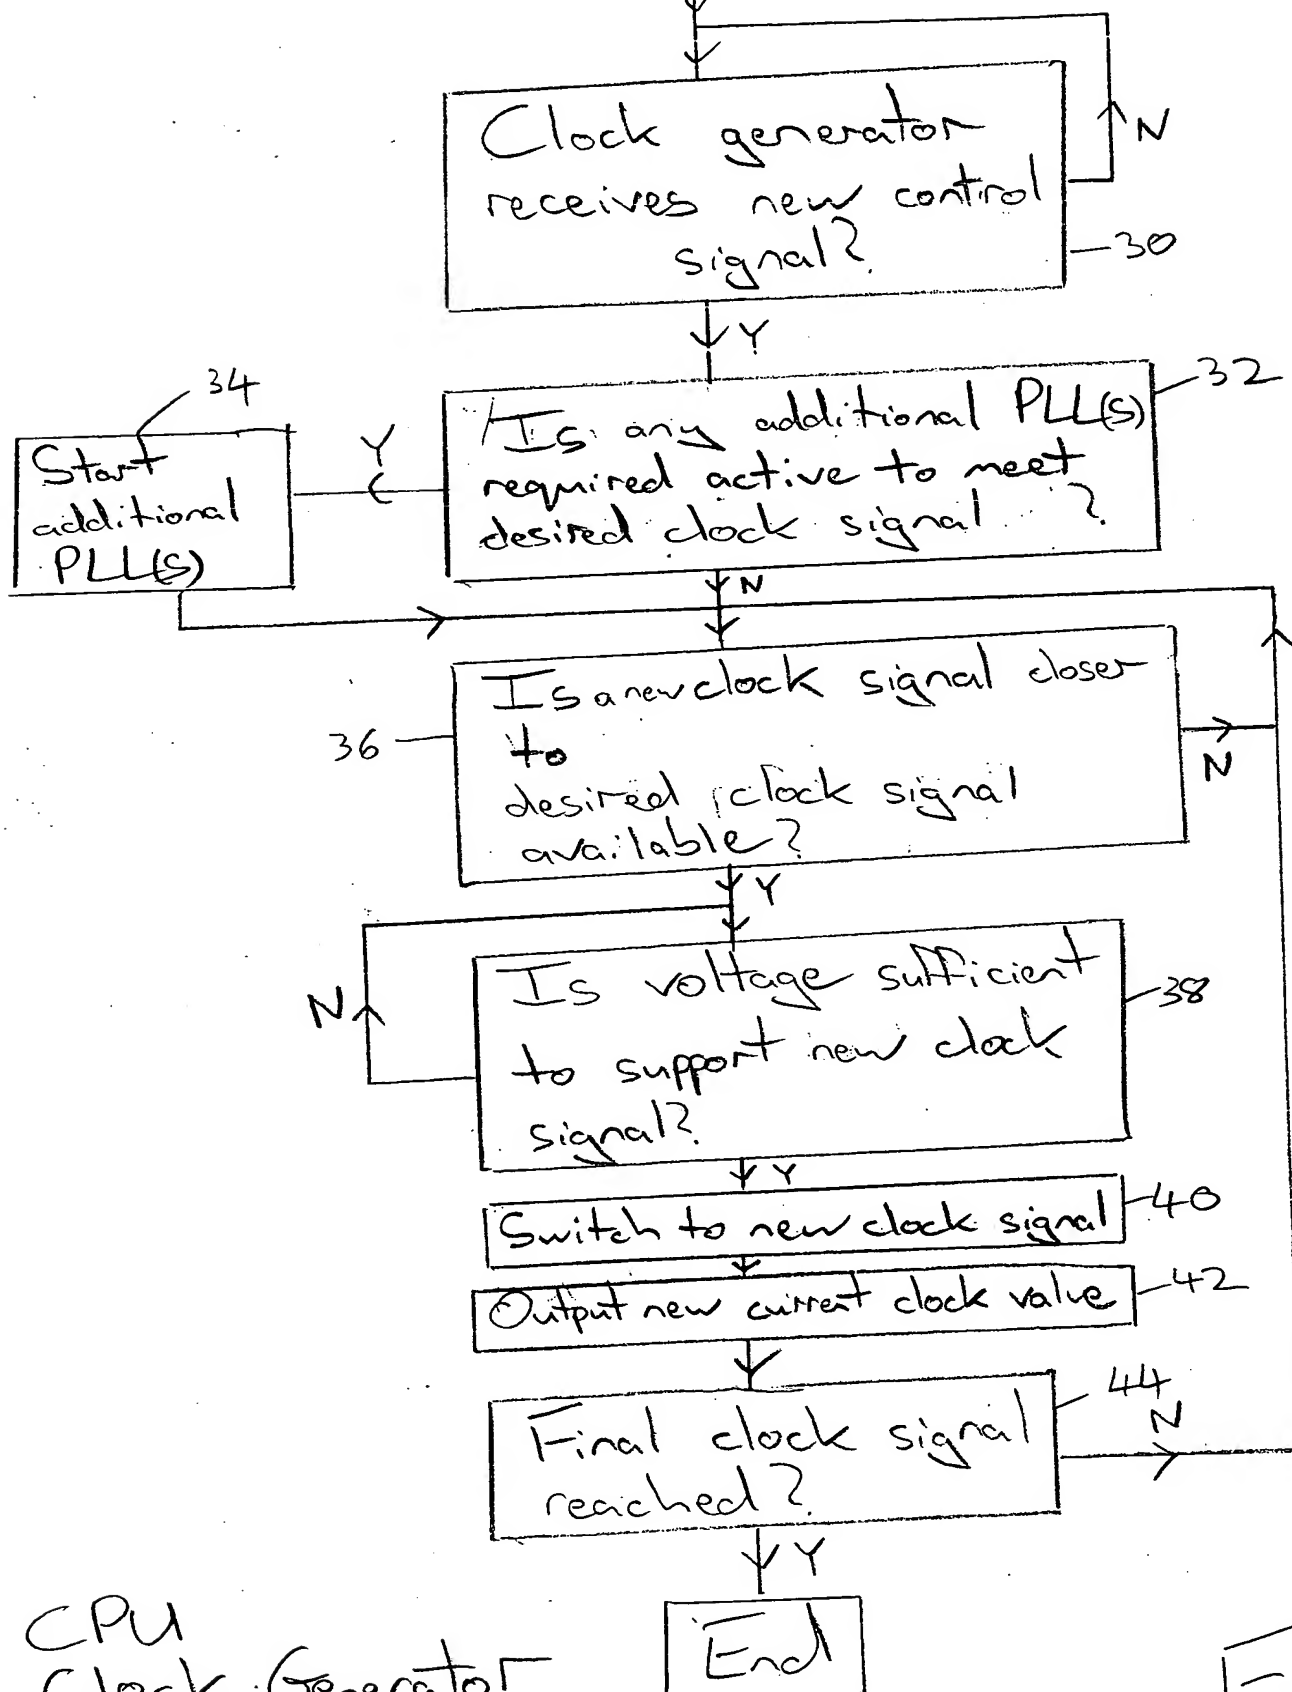 Clock generator
receives new control
signal?
N
30
Y
34
32
Start
additional
PLL(s)
Y
Is any additional PLL(s)
required active to meet
desired clock signal ?
N
36
Is a new clock signal closer
to
desired clock signal
available?
N
Y
N
Is voltage sufficient
to support new clock
signal?
38
Y
Switch to new clock signal
40
Output new current clock value
42
Final clock signal
reached?
44
N
Y
End
CPU
Clock Generator